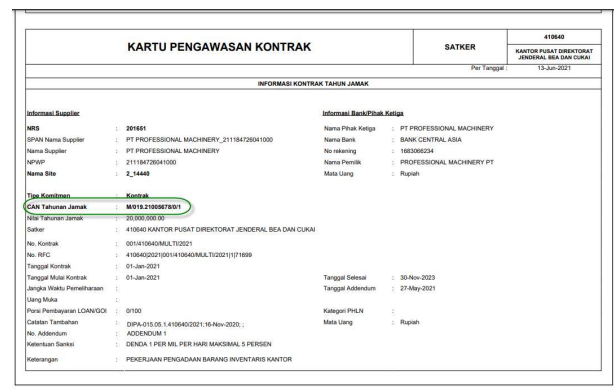 410640
KARTU PENGAWASAN KONTRAK
SATKER
KANTOR PUSAT DIREKTORAT JENDERAL BEA DAN CUKAI
Per Tanggal : 13-Jun-2021
INFORMASI KONTRAK TAHUN JAMAK
Informasi Supplier
Informasi Bank/Pihak Ketiga
NRS : 201651
Nama Pihak Ketiga : PT PROFESSIONAL MACHINERY
SPAN Nama Supplier : PT PROFESSIONAL MACHINERY_211184726041000
Nama Bank : BANK CENTRAL ASIA
Nama Supplier : PT PROFESSIONAL MACHINERY
No rekening : 1683066234
NPWP : 211184726041000
Nama Pemilik : PROFESSIONAL MACHINERY PT
Nama Site : 2_14440
Mata Uang : Rupiah
Tipe Komitmen : Kontrak
CAN Tahunan Jamak : M/019.21005678/0/1
Nilai Tahunan Jamak : 20,000,000.00
Satker : 410640 KANTOR PUSAT DIREKTORAT JENDERAL BEA DAN CUKAI
No. Kontrak : 001/410640/MULTI/2021
No. RFC : 410640|2021|001/410640/MULTI/2021|1|71699
Tanggal Kontrak : 01-Jan-2021
Tanggal Mulai Kontrak : 01-Jan-2021
Tanggal Selesai : 30-Nov-2023
Jangka Waktu Pemeliharaan :
Tanggal Addendum : 27-May-2021
Uang Muka :
Porsi Pembayaran LOAN/GOI : 0/100
Kategori PHLN :
Catatan Tambahan : DIPA-015.05.1.410640/2021;16-Nov-2020; ;
Mata Uang : Rupiah
No. Addendum : ADDENDUM 1
Ketentuan Sanksi : DENDA 1 PER MIL PER HARI MAKSIMAL 5 PERSEN
Keterangan : PEKERJAAN PENGADAAN BARANG INVENTARIS KANTOR